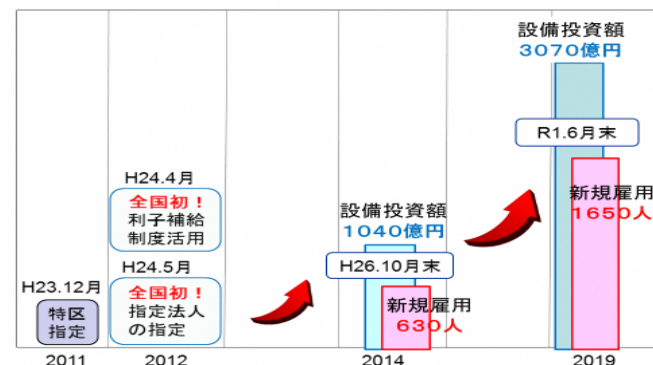 設備投資額
3070億円
R1.6月末
新規雇用
1650人
H24.4月
全国初！
利子補給
制度活用
設備投資額
1040億円
H26.10月末
新規雇用
630人
H24.5月
全国初！
指定法人
の指定
H23.12月
特区
指定
2011
2012
2014
2019